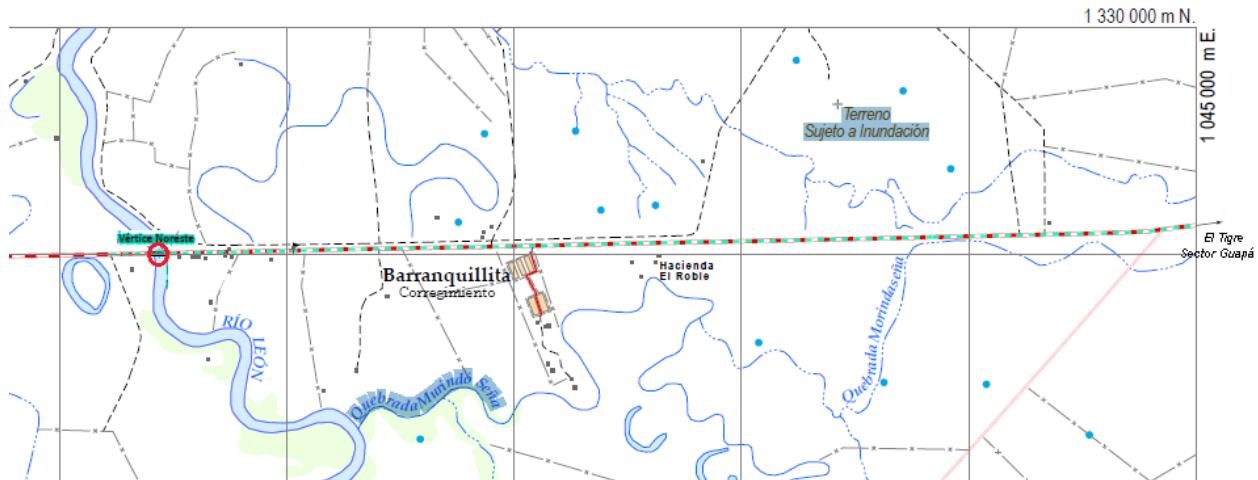 1 330 000 m N.
1 045 000 m E.
Terreno
Sujeto a Inundación
Vértice Noreste
El Tigre
Sector Guapá
Barranquillita
Corregimiento
Hacienda
El Roble
RÍO LEÓN
Quebrada Morindaseña
Quebrada Murindo Seña